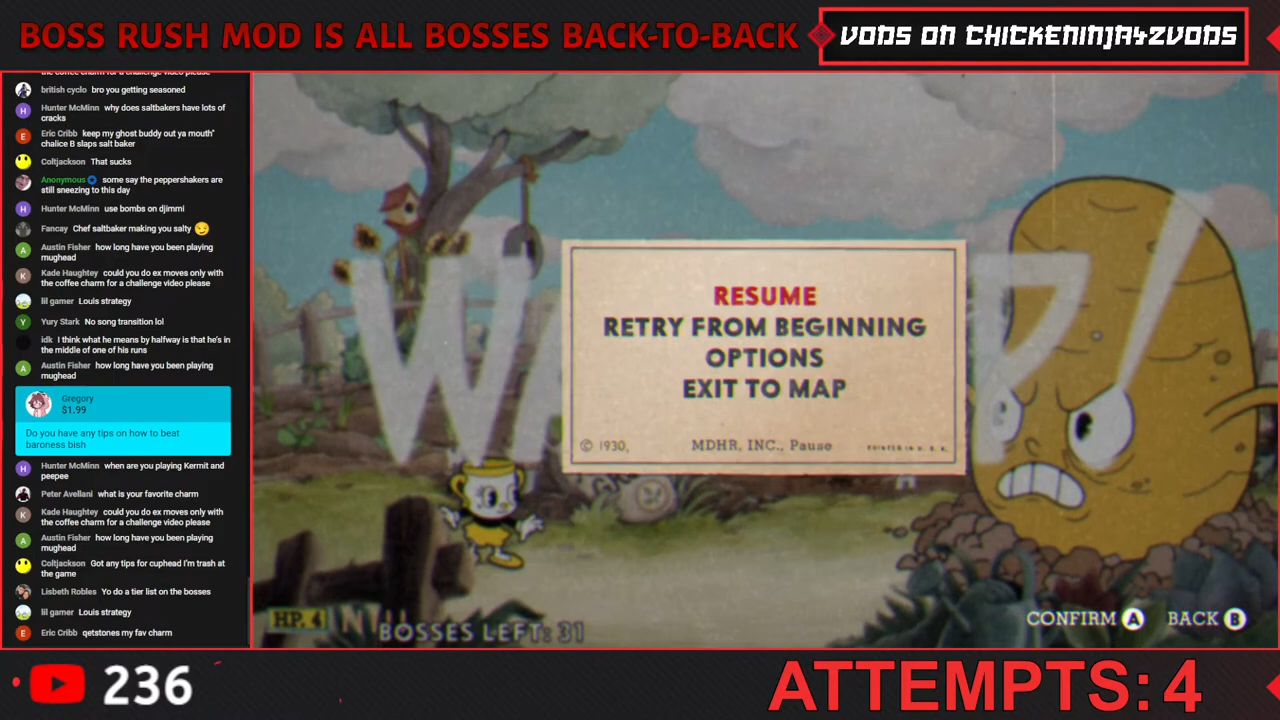 BOSS RUSH MOD IS ALL BOSSES BACK-TO-BACK
VODS ON CHICKENINJA42VODS
the coffee charm for a challenge video please
british cyclo bro you getting seasoned
Hunter McMinn why does saltbakers have lots of
cracks
Eric Cribb keep my ghost buddy out ya mouth"
chalice B slaps salt baker
Coltjackson That sucks
Anonymous some say the peppershakers are
still sneezing to this day
Hunter McMinn use bombs on djimmi
Fancay Chef saltbaker making you salty 😏
Austin Fisher how long have you been playing
mughead
Kade Haughtey could you do ex moves only with
the coffee charm for a challenge video please
lil gamer Louis strategy
Yury Stark No song transition lol
idk I think what he means by halfway is that he's in
the middle of one of his runs
Austin Fisher how long have you been playing
mughead
Gregory
$1.99
Do you have any tips on how to beat
baroness bish
Hunter McMinn when are you playing Kermit and
peepee
Peter Avellani what is your favorite charm
Kade Haughtey could you do ex moves only with
the coffee charm for a challenge video please
Austin Fisher how long have you been playing
mughead
Coltjackson Got any tips for cuphead I'm trash at
the game
Lisbeth Robles Yo do a tier list on the bosses
lil gamer Louis strategy
Eric Cribb qetstones my fav charm
RESUME
RETRY FROM BEGINNING
OPTIONS
EXIT TO MAP
© 1930, MDHR, INC., Pause PRINTED IN U. S. A.
HP. 4
BOSSES LEFT: 31
CONFIRM A BACK B
236
ATTEMPTS: 4